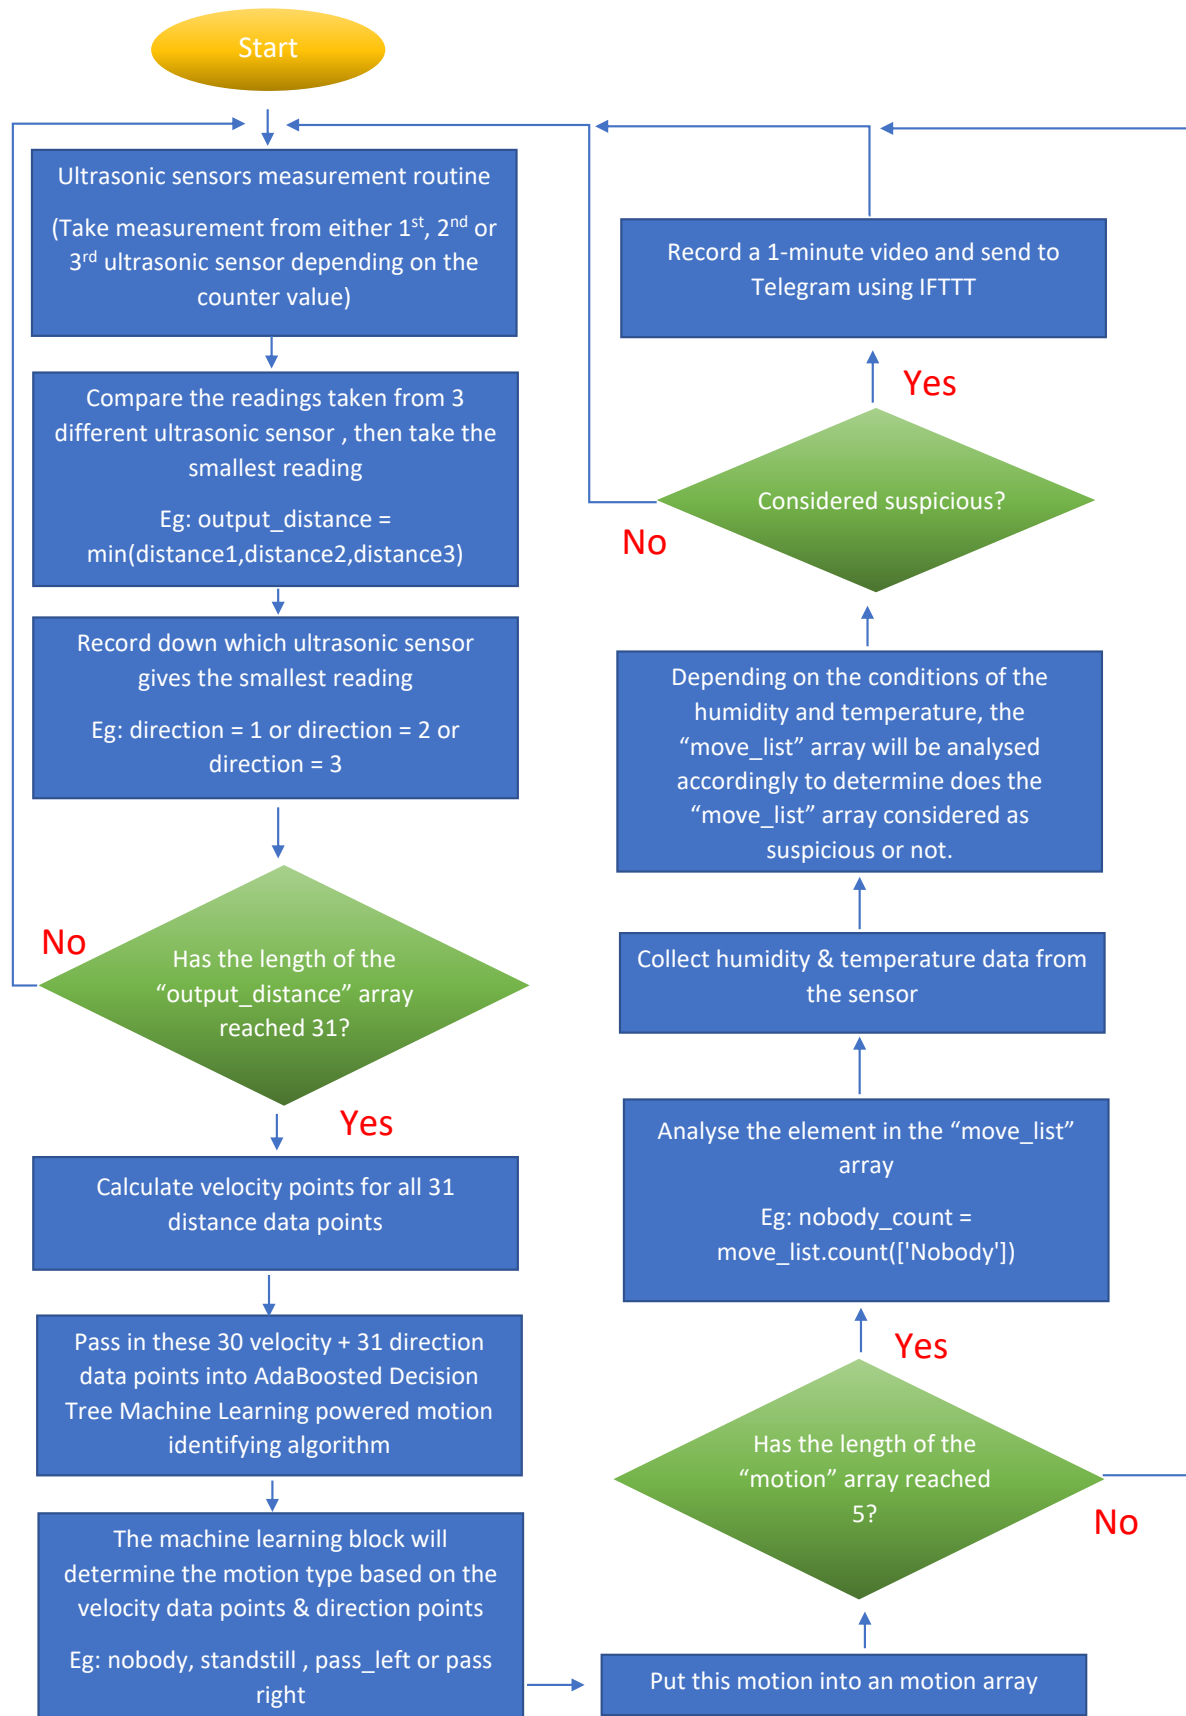 Start
Ultrasonic sensors measurement routine
(Take measurement from either 1st, 2nd or
3rd ultrasonic sensor depending on the
counter value)
Compare the readings taken from 3
different ultrasonic sensor , then take the
smallest reading
Eg: output_distance =
min(distance1,distance2,distance3)
Record down which ultrasonic sensor
gives the smallest reading
Eg: direction = 1 or direction = 2 or
direction = 3
No
Has the length of the
“output_distance” array
reached 31?
Yes
Calculate velocity points for all 31
distance data points
Pass in these 30 velocity + 31 direction
data points into AdaBoosted Decision
Tree Machine Learning powered motion
identifying algorithm
The machine learning block will
determine the motion type based on the
velocity data points & direction points
Eg: nobody, standstill , pass_left or pass
right
Put this motion into an motion array
Has the length of the
“motion” array reached
5?
No
Yes
Analyse the element in the “move_list”
array
Eg: nobody_count =
move_list.count(['Nobody'])
Collect humidity & temperature data from
the sensor
Depending on the conditions of the
humidity and temperature, the
“move_list” array will be analysed
accordingly to determine does the
“move_list” array considered as
suspicious or not.
Considered suspicious?
No
Yes
Record a 1-minute video and send to
Telegram using IFTTT